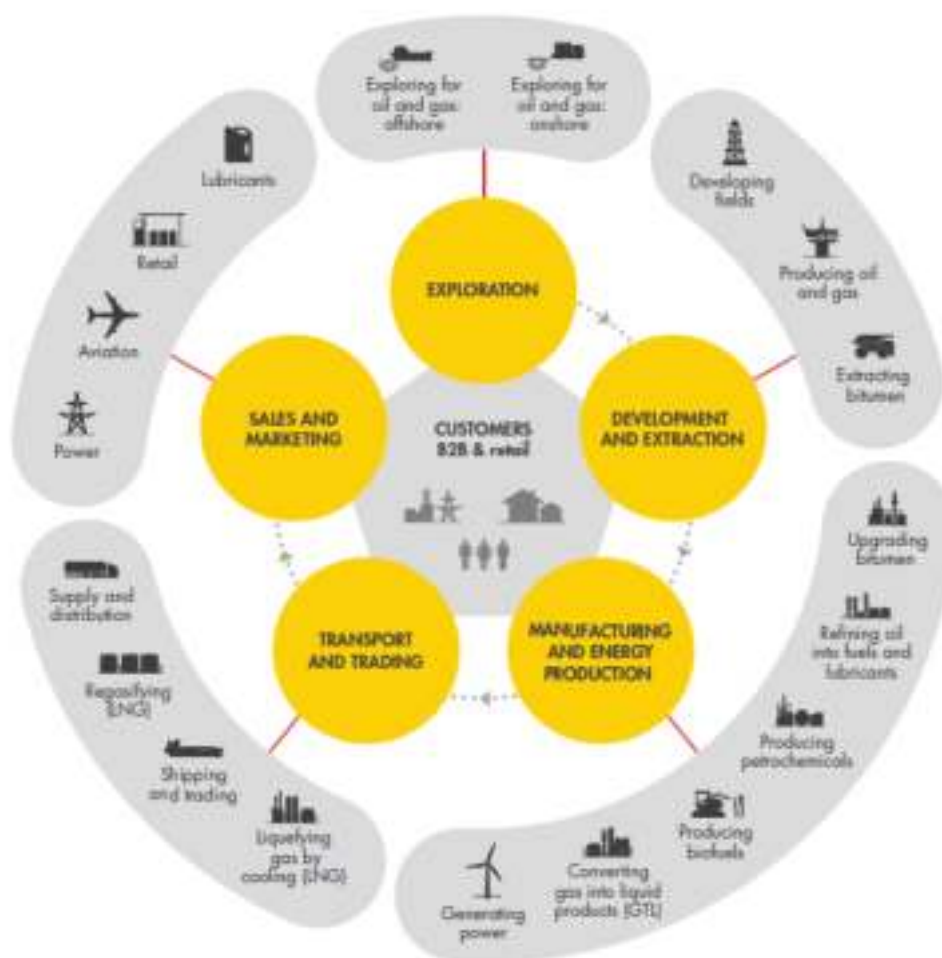 Exploring for
oil and gas:
offshore
Exploring for
oil and gas:
onshore
Developing
fields
Producing oil
and gas
Extracting
bitumen
Upgrading
bitumen
Refining oil
into fuels and
lubricants
Producing
petrochemicals
Producing
biofuels
Converting
gas into liquid
products (GTL)
Generating
power
Liquefying
gas by
cooling (LNG)
Shipping
and trading
Regasifying
(LNG)
Supply and
distribution
Power
Aviation
Retail
Lubricants
EXPLORATION
DEVELOPMENT
AND EXTRACTION
MANUFACTURING
AND ENERGY
PRODUCTION
TRANSPORT
AND TRADING
SALES AND
MARKETING
CUSTOMERS
B2B & retail